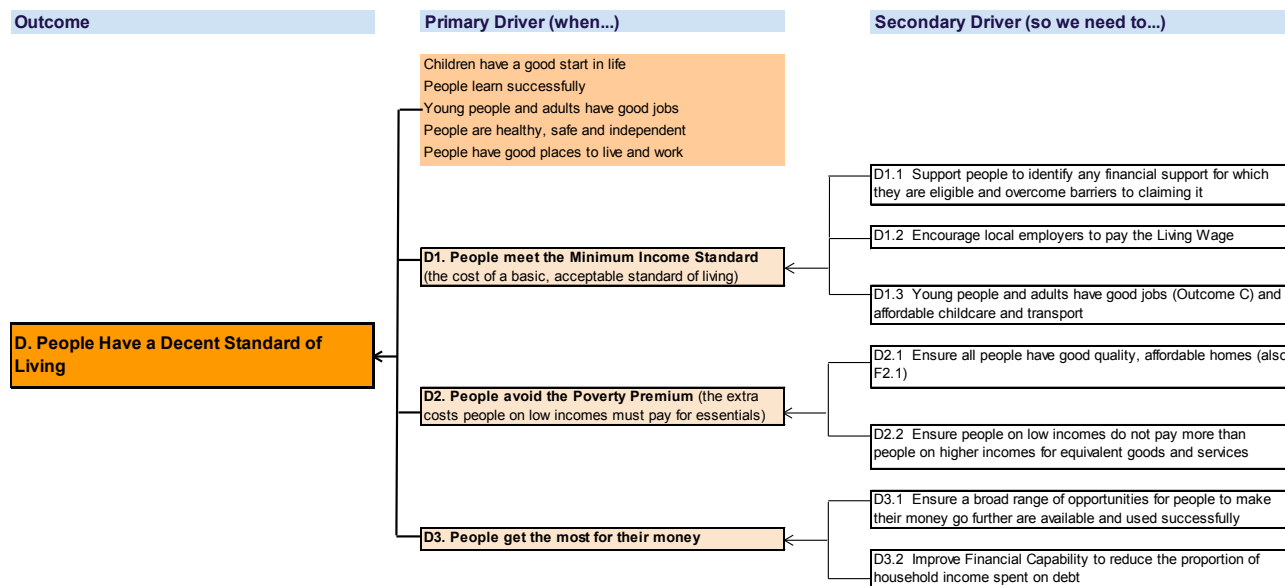 Outcome
Primary Driver (when...)
Secondary Driver (so we need to...)
Children have a good start in life
People learn successfully
Young people and adults have good jobs
People are healthy, safe and independent
People have good places to live and work
D. People Have a Decent Standard of
Living
D1. People meet the Minimum Income Standard
(the cost of a basic, acceptable standard of living)
D2. People avoid the Poverty Premium (the extra
costs people on low incomes must pay for essentials)
D3. People get the most for their money
D1.1 Support people to identify any financial support for which
they are eligible and overcome barriers to claiming it
D1.2 Encourage local employers to pay the Living Wage
D1.3 Young people and adults have good jobs (Outcome C) and
affordable childcare and transport
D2.1 Ensure all people have good quality, affordable homes (also
F2.1)
D2.2 Ensure people on low incomes do not pay more than
people on higher incomes for equivalent goods and services
D3.1 Ensure a broad range of opportunities for people to make
their money go further are available and used successfully
D3.2 Improve Financial Capability to reduce the proportion of
household income spent on debt